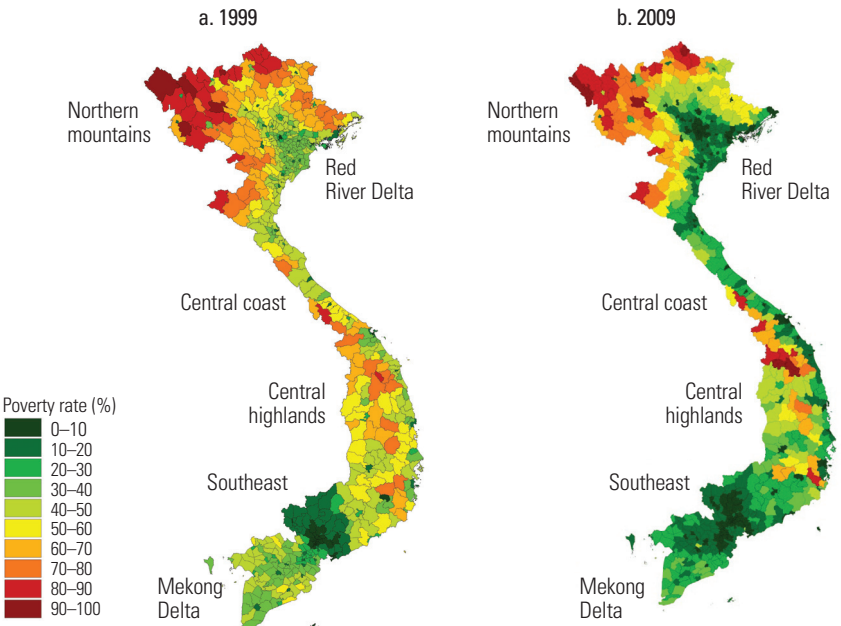 a. 1999
Northern
mountains
Red
River Delta
Central coast
Central
highlands
Southeast
Mekong
Delta
Poverty rate (%)
0–10
10–20
20–30
30–40
40–50
50–60
60–70
70–80
80–90
90–100
b. 2009
Northern
mountains
Red
River Delta
Central coast
Central
highlands
Southeast
Mekong
Delta